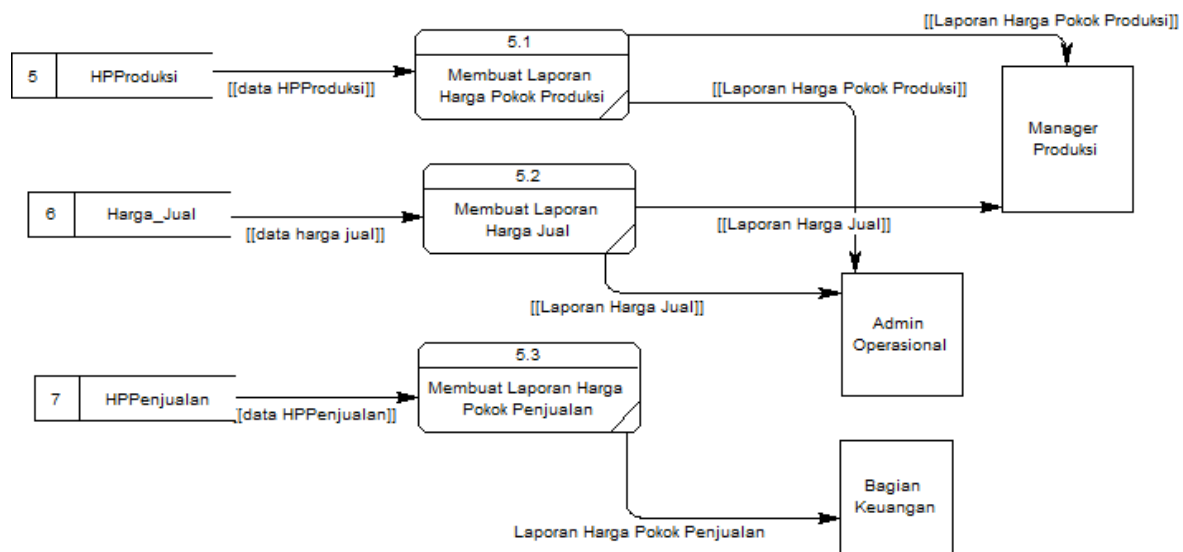 [[Laporan Harga Pokok Produksi]]
5.1
5
HPProduksi
[[data HPProduksi]]
Membuat Laporan
Harga Pokok Produksi
[[Laporan Harga Pokok Produksi]]
Manager
Produksi
5.2
6
Harga_Jual
[[data harga jual]]
Membuat Laporan
Harga Jual
[[Laporan Harga Jual]]
[[Laporan Harga Jual]]
Admin
Operasional
5.3
7
HPPenjualan
[[data HPPenjualan]]
Membuat Laporan Harga
Pokok Penjualan
Bagian
Keuangan
Laporan Harga Pokok Penjualan